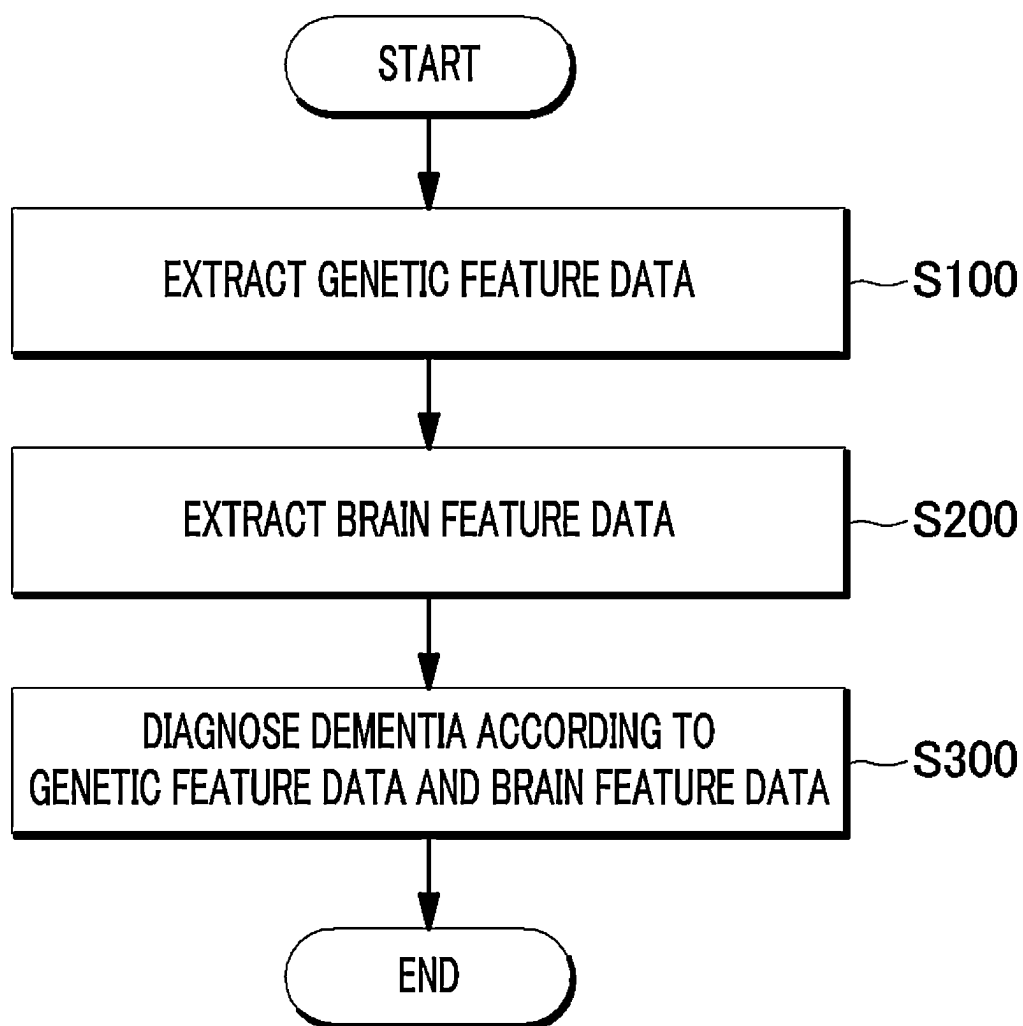 START
EXTRACT GENETIC FEATURE DATA
S100
EXTRACT BRAIN FEATURE DATA
S200
DIAGNOSE DEMENTIA ACCORDING TO
GENETIC FEATURE DATA AND BRAIN FEATURE DATA
S300
END